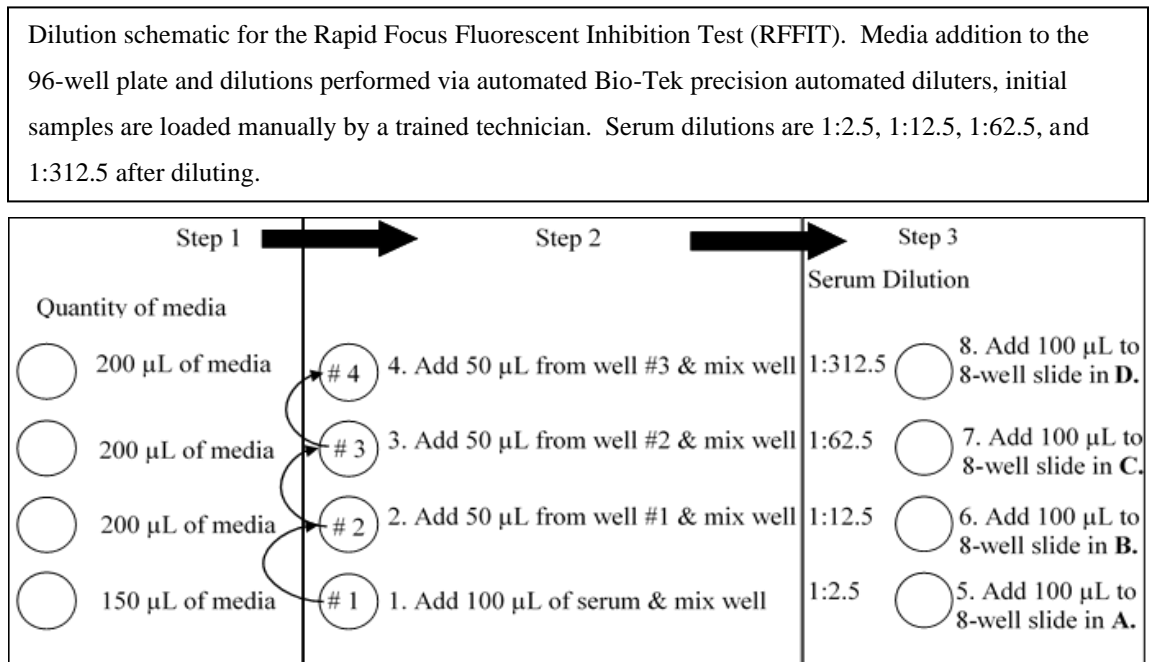 Dilution schematic for the Rapid Focus Fluorescent Inhibition Test (RFFIT).  Media addition to the
96-well plate and dilutions performed via automated Bio-Tek precision automated diluters, initial
samples are loaded manually by a trained technician.  Serum dilutions are 1:2.5, 1:12.5, 1:62.5, and
1:312.5 after diluting.
Step 1
Step 2
Step 3
Serum Dilution
Quantity of media
200 µL of media
# 4
4. Add 50 µL from well #3 & mix well
1:312.5
8. Add 100 µL to
8-well slide in D.
200 µL of media
# 3
3. Add 50 µL from well #2 & mix well
1:62.5
7. Add 100 µL to
8-well slide in C.
200 µL of media
# 2
2. Add 50 µL from well #1 & mix well
1:12.5
6. Add 100 µL to
8-well slide in B.
150 µL of media
# 1
1. Add 100 µL of serum & mix well
1:2.5
5. Add 100 µL to
8-well slide in A.